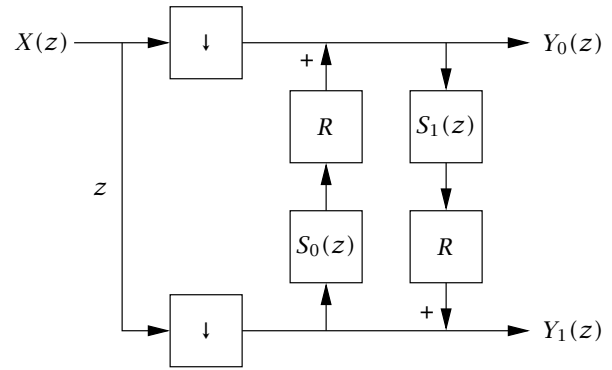 X(z) ↓ + Y₀(z)
R S₁(z)
z
S₀(z) R
↓ + Y₁(z)